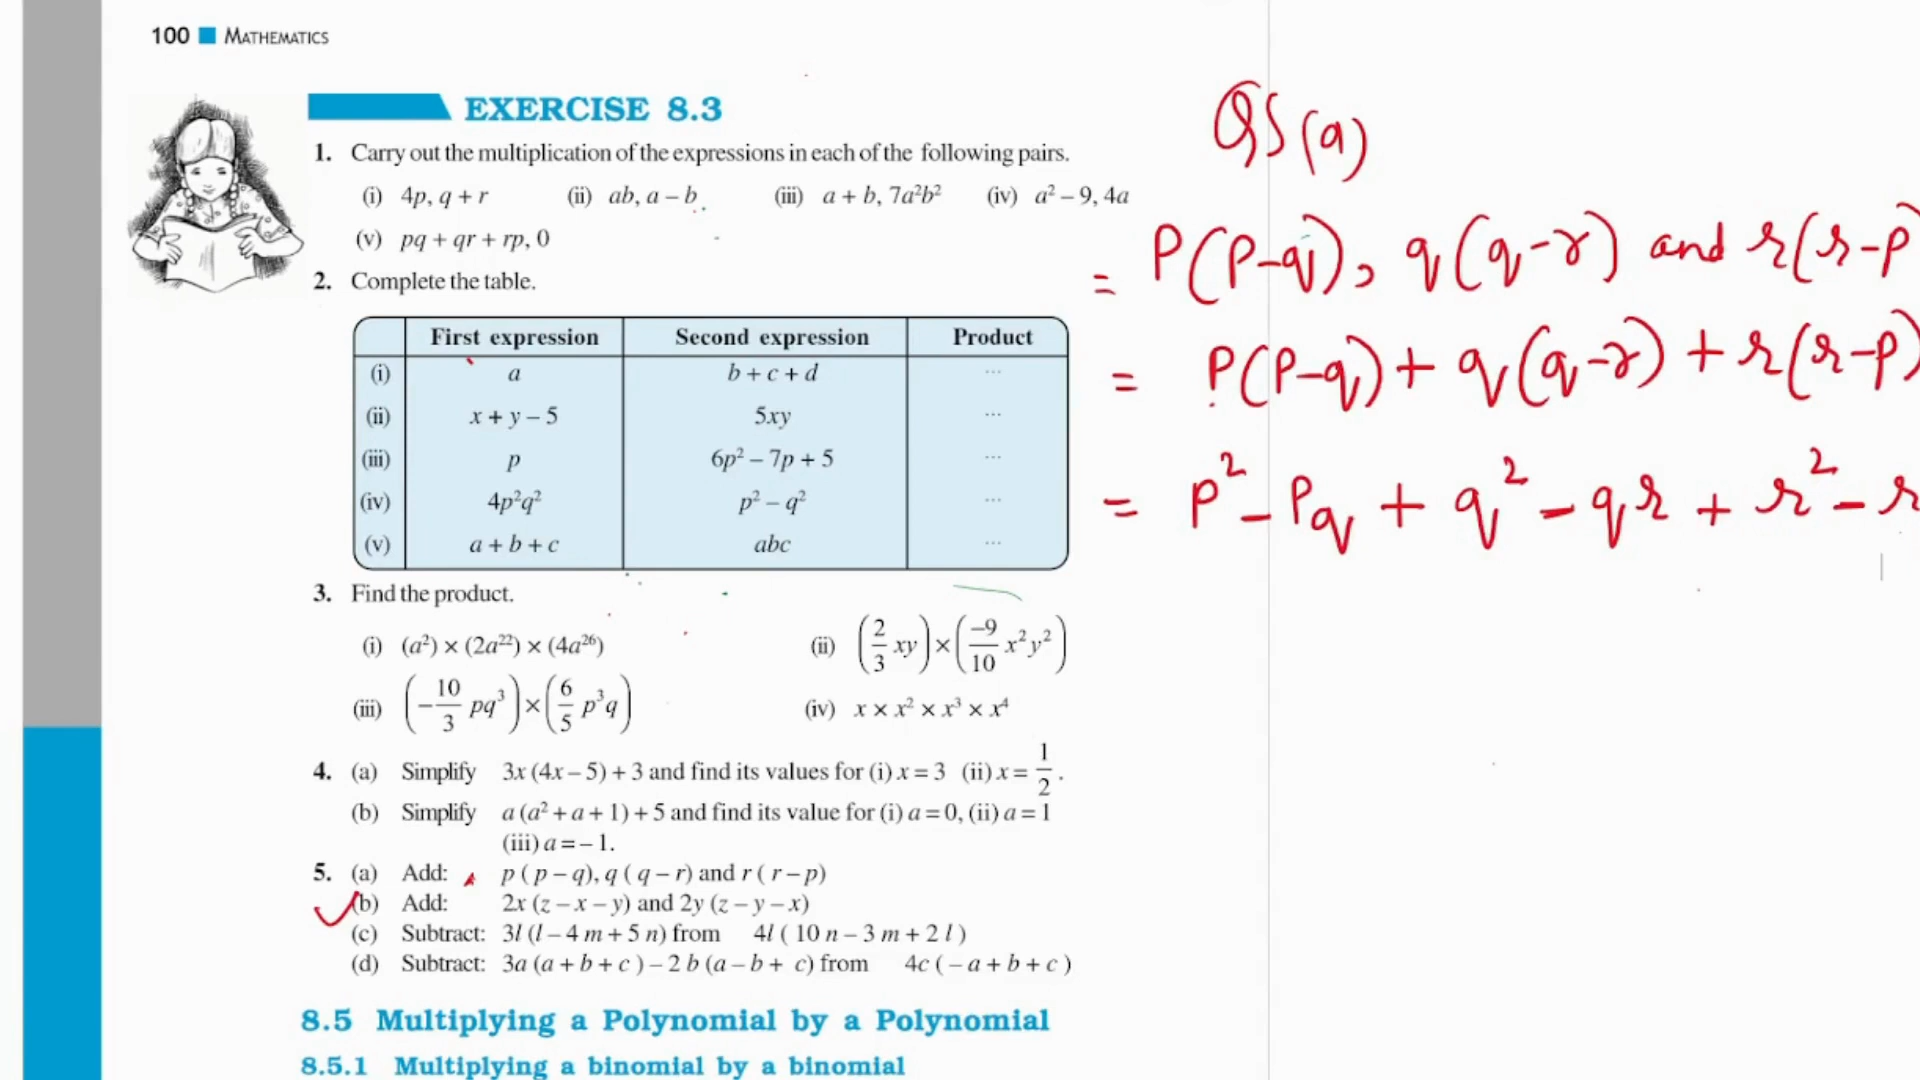 100 ■ MATHEMATICS
EXERCISE 8.3
1. Carry out the multiplication of the expressions in each of the following pairs.
(i) 4p, q + r (ii) ab, a – b (iii) a + b, 7a²b² (iv) a² – 9, 4a
(v) pq + qr + rp, 0
2. Complete the table.
First expression Second expression Product
(i) a b + c + d ...
(ii) x + y – 5 5xy ...
(iii) p 6p² – 7p + 5 ...
(iv) 4p²q² p² – q² ...
(v) a + b + c abc ...
3. Find the product.
(i) (a²) × (2a²²) × (4a²⁶) (ii) (2/3 xy) × (–9/10 x²y²)
(iii) (–10/3 pq³) × (6/5 p³q) (iv) x × x² × x³ × x⁴
4. (a) Simplify 3x (4x – 5) + 3 and find its values for (i) x = 3 (ii) x = 1/2 .
(b) Simplify a (a² + a + 1) + 5 and find its value for (i) a = 0, (ii) a = 1
(iii) a = – 1.
5. (a) Add: p ( p – q), q ( q – r) and r ( r – p)
(b) Add: 2x (z – x – y) and 2y (z – y – x)
(c) Subtract: 3l (l – 4 m + 5 n) from 4l ( 10 n – 3 m + 2 l )
(d) Subtract: 3a (a + b + c ) – 2 b (a – b + c) from 4c ( – a + b + c )
8.5 Multiplying a Polynomial by a Polynomial
8.5.1 Multiplying a binomial by a binomial
Q5(a)
= P(P-q), q(q-r) and r(r-p)
= P(P-q) + q(q-r) + r(r-p)
= P² - Pq + q² - qr + r² - r